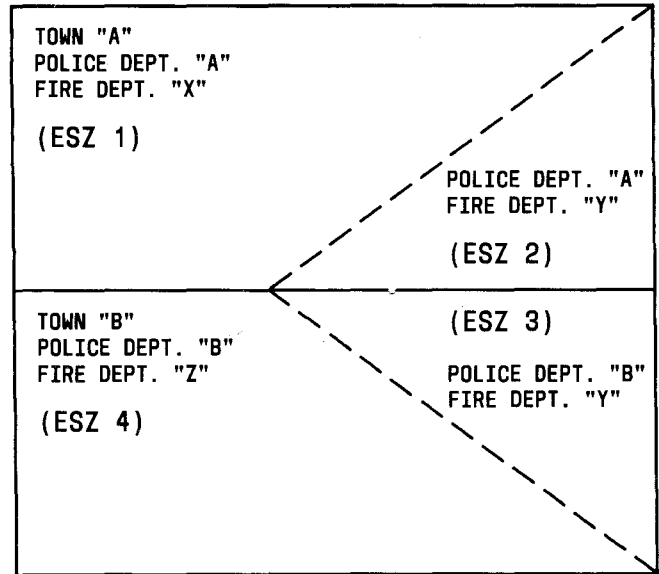 TOWN "A"
POLICE DEPT. "A"
FIRE DEPT. "X"
(ESZ 1)
POLICE DEPT. "A"
FIRE DEPT. "Y"
(ESZ 2)
TOWN "B"
POLICE DEPT. "B"
FIRE DEPT. "Z"
(ESZ 4)
(ESZ 3)
POLICE DEPT. "B"
FIRE DEPT. "Y"